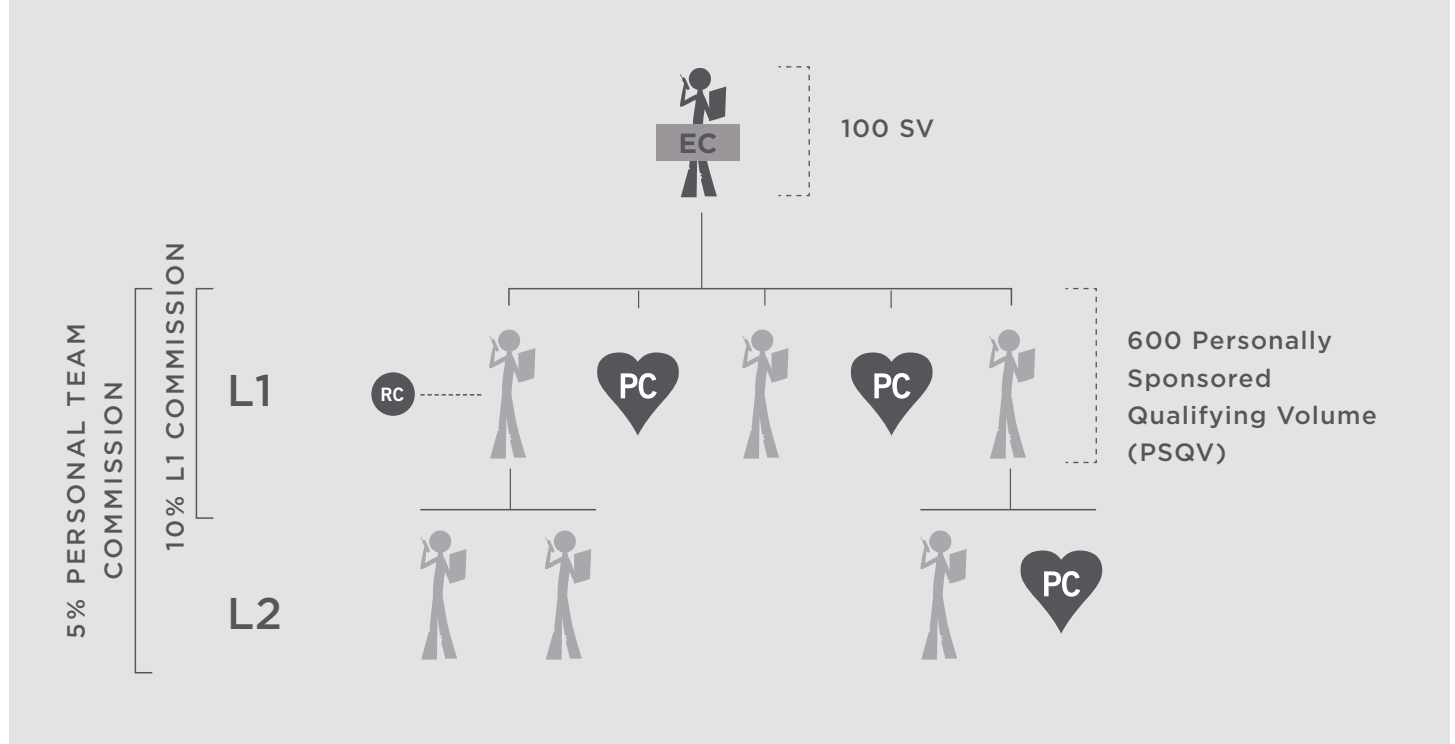 EC
100 SV
5% PERSONAL TEAM
COMMISSION
10% L1 COMMISSION
L1
RC
PC
PC
600 Personally
Sponsored
Qualifying Volume
(PSQV)
L2
PC